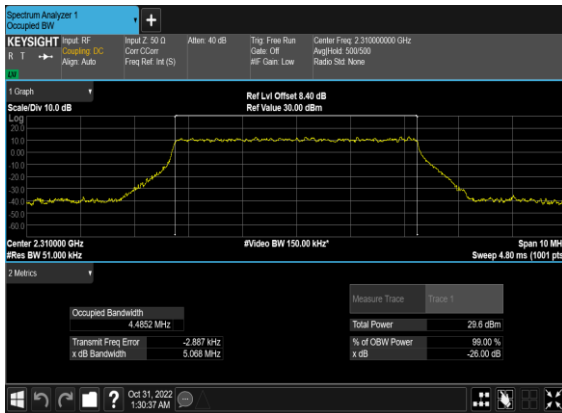 Spectrum Analyzer 1
Occupied BW
KEYSIGHT
R T
LXI
Input: RF
Coupling: DC
Align: Auto
Input Z: 50 Ω
Corr CCorr
Freq Ref: Int (S)
Atten: 40 dB
Trig: Free Run
Gate: Off
#IF Gain: Low
Center Freq: 2.310000000 GHz
Avg|Hold: 500/500
Radio Std: None
1 Graph
Scale/Div 10.0 dB
Ref Lvl Offset 8.40 dB
Ref Value 30.00 dBm
Log
20.0
10.0
0.00
-10.0
-20.0
-30.0
-40.0
-50.0
-60.0
Center 2.310000 GHz
#Res BW 51.000 kHz
#Video BW 150.00 kHz*
Span 10 MH
Sweep 4.80 ms (1001 pts
2 Metrics
Measure Trace
Trace 1
Occupied Bandwidth
4.4852 MHz
Total Power
29.6 dBm
Transmit Freq Error
-2.887 kHz
% of OBW Power
99.00 %
x dB Bandwidth
5.068 MHz
x dB
-26.00 dB
Oct 31, 2022
1:30:37 AM